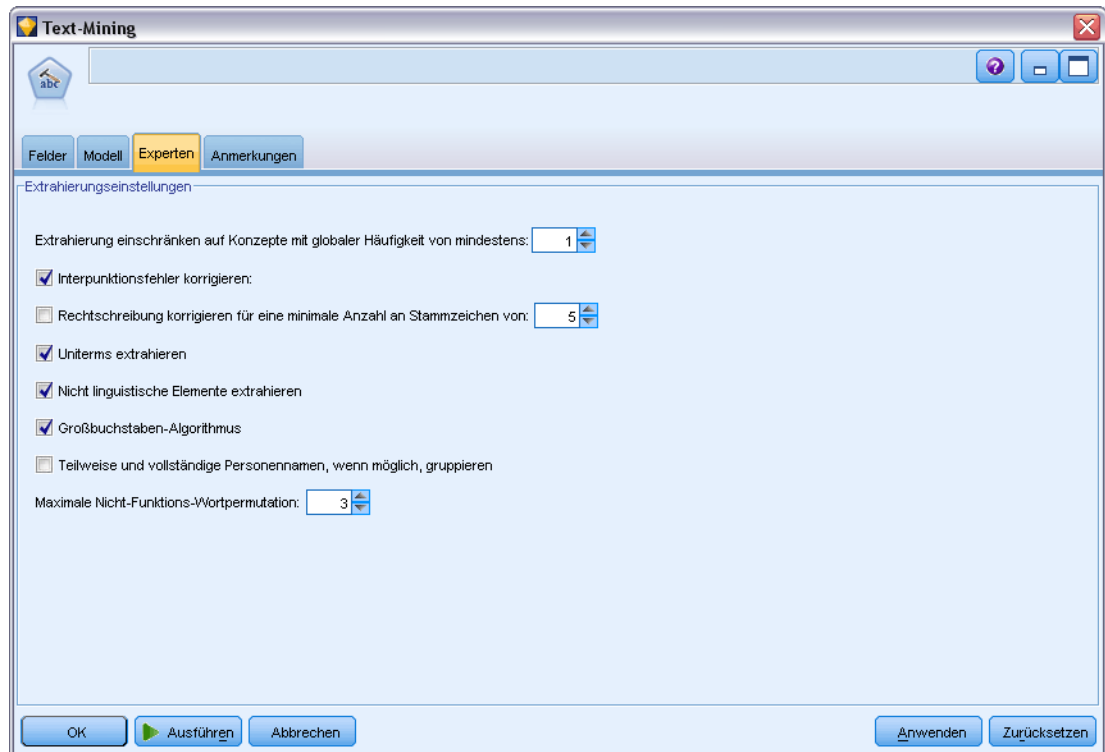 Text-Mining
abc
Felder Modell Experten Anmerkungen
Extrahierungseinstellungen
Extrahierung einschränken auf Konzepte mit globaler Häufigkeit von mindestens: 1
Interpunktionsfehler korrigieren:
Rechtschreibung korrigieren für eine minimale Anzahl an Stammzeichen von: 5
Uniterms extrahieren
Nicht linguistische Elemente extrahieren
Großbuchstaben-Algorithmus
Teilweise und vollständige Personennamen, wenn möglich, gruppieren
Maximale Nicht-Funktions-Wortpermutation: 3
OK Ausführen Abbrechen Anwenden Zurücksetzen